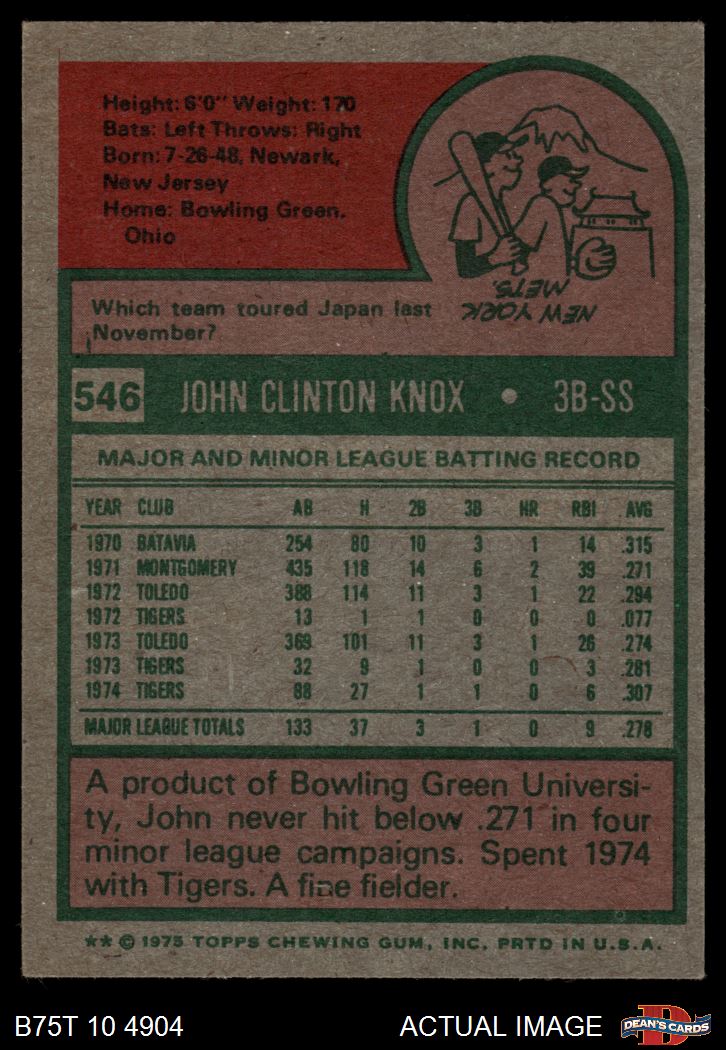 Height: 6'0" Weight: 170
Bats: Left Throws: Right
Born: 7-26-48, Newark,
New Jersey
Home: Bowling Green,
Ohio
Which team toured Japan last
November?
NEW YORK
METS.
546 JOHN CLINTON KNOX • 3B-SS
MAJOR AND MINOR LEAGUE BATTING RECORD
YEAR CLUB AB H 2B 3B HR RBI AVG
1970 BATAVIA 254 80 10 3 1 14 .315
1971 MONTGOMERY 435 118 14 6 2 39 .271
1972 TOLEDO 388 114 11 3 1 22 .294
1972 TIGERS 13 1 1 0 0 0 .077
1973 TOLEDO 369 101 11 3 1 26 .274
1973 TIGERS 32 9 1 0 0 3 .281
1974 TIGERS 88 27 1 1 0 6 .307
MAJOR LEAGUE TOTALS 133 37 3 1 0 9 .278
A product of Bowling Green Universi-
ty, John never hit below .271 in four
minor league campaigns. Spent 1974
with Tigers. A fine fielder.
** © 1975 TOPPS CHEWING GUM, INC. PRTD IN U.S.A.
B75T 10 4904 ACTUAL IMAGE
D
DEAN'S CARDS